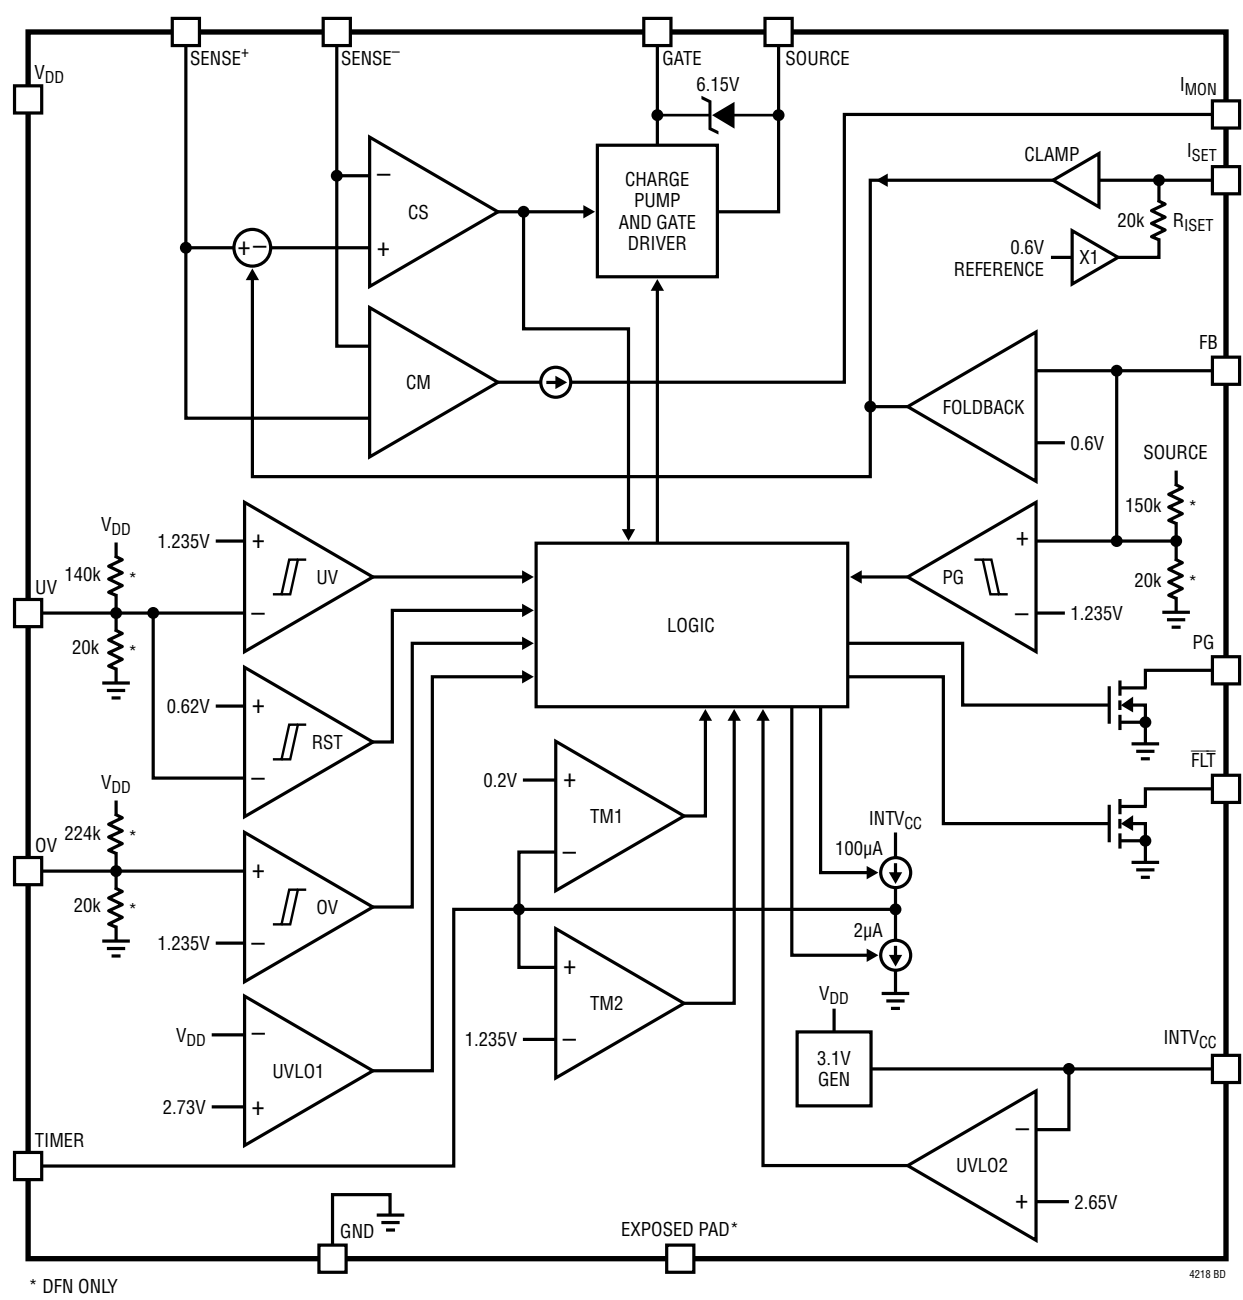 SENSE+
SENSE–
GATE
SOURCE
VDD
6.15V
IMON
CLAMP
ISET
CHARGE
PUMP
AND GATE
DRIVER
–
CS
+
+–
20k
RISET
0.6V
REFERENCE
X1
CM
FB
FOLDBACK
0.6V
SOURCE
150k
*
VDD
1.235V
+
UV
–
140k
*
UV
20k
*
LOGIC
+
PG
–
20k
*
1.235V
PG
0.62V
+
RST
–
FLT
VDD
224k
*
OV
20k
*
+
OV
–
1.235V
0.2V
+
TM1
–
INTVCC
100µA
2µA
+
TM2
–
1.235V
VDD
–
UVLO1
2.73V
+
VDD
3.1V
GEN
INTVCC
TIMER
–
UVLO2
+
2.65V
GND
EXPOSED PAD*
4218 BD
* DFN ONLY